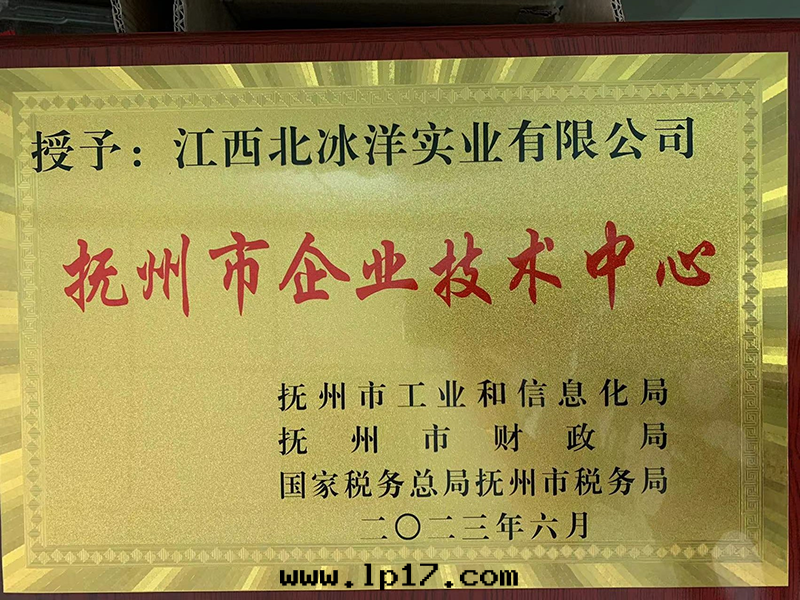 授予：江西北冰洋实业有限公司
抚州市企业技术中心
抚州市工业和信息化局
抚州市财政局
国家税务总局抚州市税务局
二〇二三年六月
www.lp17.com